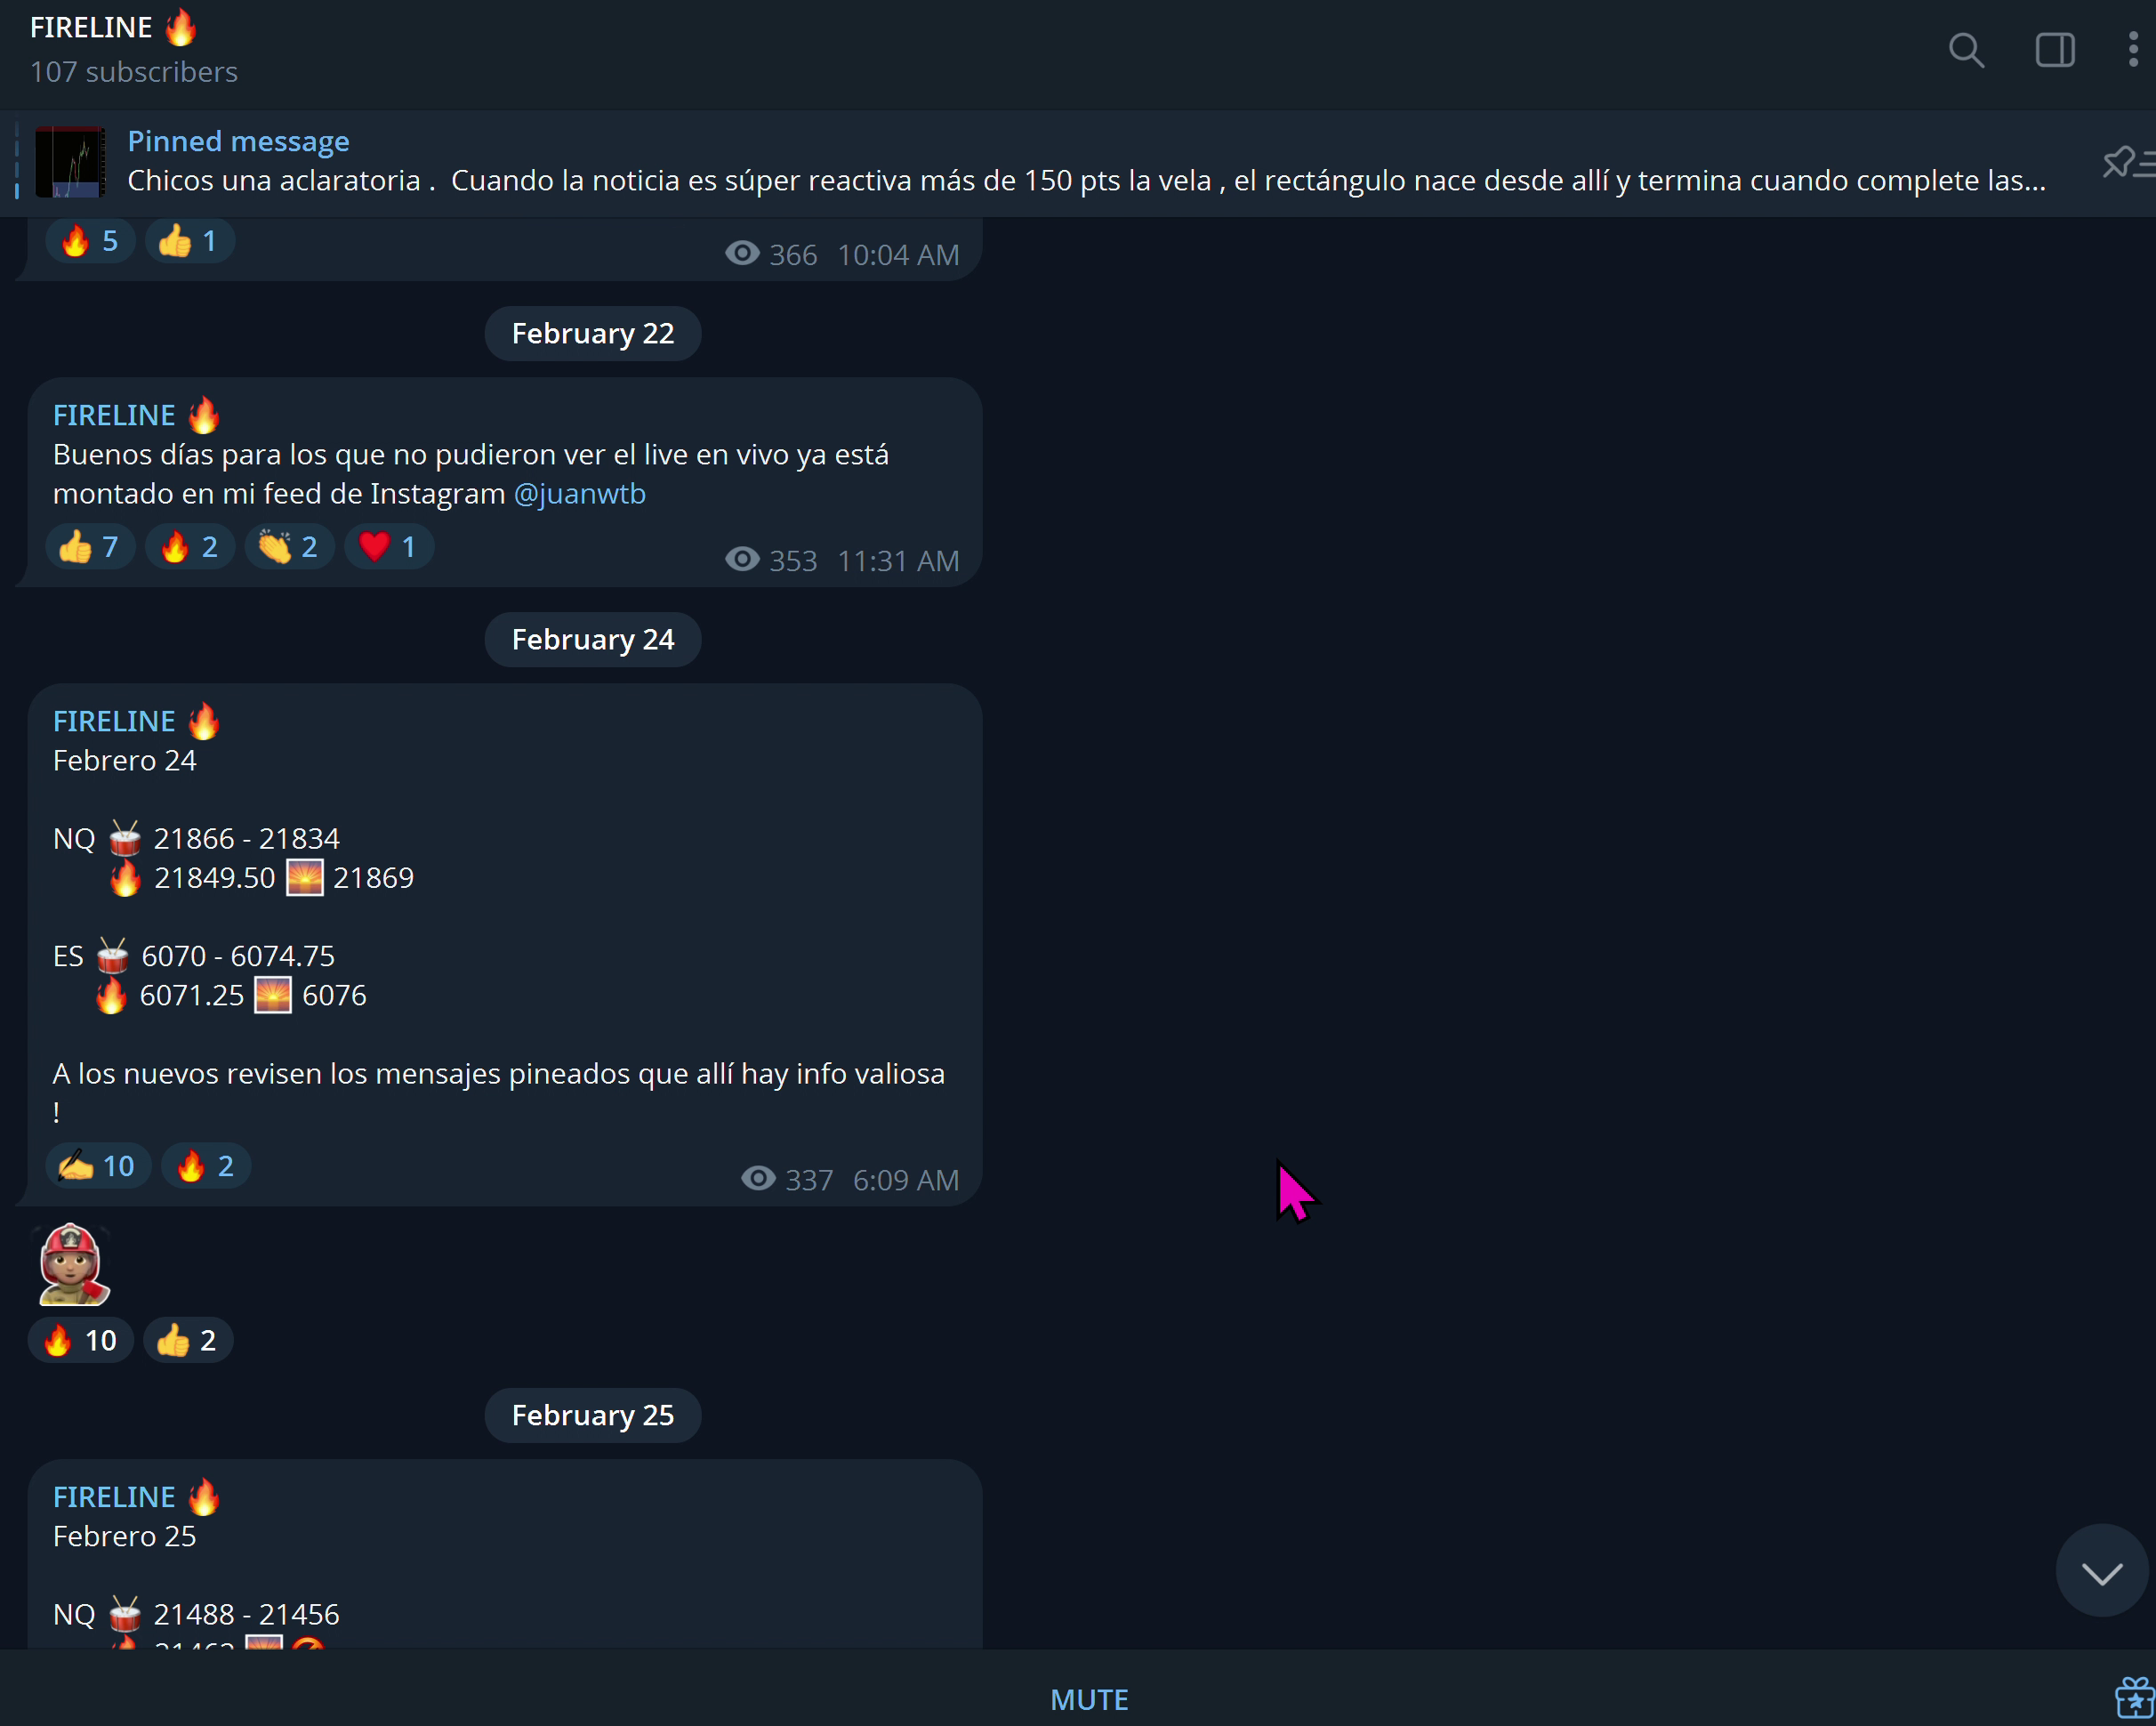 FIRELINE 🔥
107 subscribers
Pinned message
Chicos una aclaratoria .  Cuando la noticia es súper reactiva más de 150 pts la vela , el rectángulo nace desde allí y termina cuando complete las...
🔥 5 👍 1 366 10:04 AM
February 22
FIRELINE 🔥
Buenos días para los que no pudieron ver el live en vivo ya está
montado en mi feed de Instagram @juanwtb
👍 7 🔥 2 👏 2 ❤️ 1 353 11:31 AM
February 24
FIRELINE 🔥
Febrero 24
NQ 🥁 21866 - 21834
🔥 21849.50 🌅 21869
ES 🥁 6070 - 6074.75
🔥 6071.25 🌅 6076
A los nuevos revisen los mensajes pineados que allí hay info valiosa
!
✍️ 10 🔥 2 337 6:09 AM
🔥 10 👍 2
February 25
FIRELINE 🔥
Febrero 25
NQ 🥁 21488 - 21456
MUTE